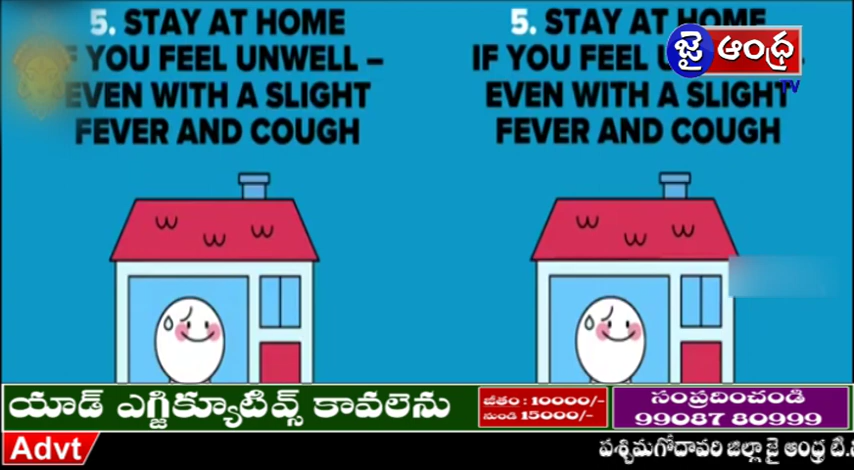 5. STAY AT HOME
IF YOU FEEL UNWELL –
EVEN WITH A SLIGHT
FEVER AND COUGH
5. STAY AT HOME
IF YOU FEEL
EVEN WITH A SLIGHT
FEVER AND COUGH
జై ఆంధ్ర
TV
యాడ్ ఎగ్జిక్యూటివ్స్ కావలెను
జీతం : 10000/-
నుండి 15000/-
సంప్రదించండి
99087 80999
Advt
పశ్చిమగోదావరి జిల్లా జై ఆంధ్ర టి.